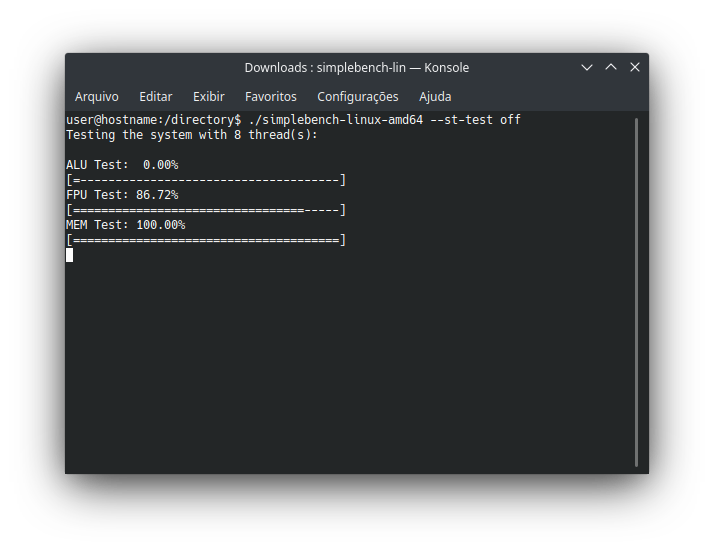 Downloads : simplebench-lin — Konsole
Arquivo Editar Exibir Favoritos Configurações Ajuda
user@hostname:/directory$ ./simplebench-linux-amd64 --st-test off
Testing the system with 8 thread(s):
ALU Test:  0.00%
[=-------------------------------------]
FPU Test: 86.72%
[=================================-----]
MEM Test: 100.00%
[======================================]